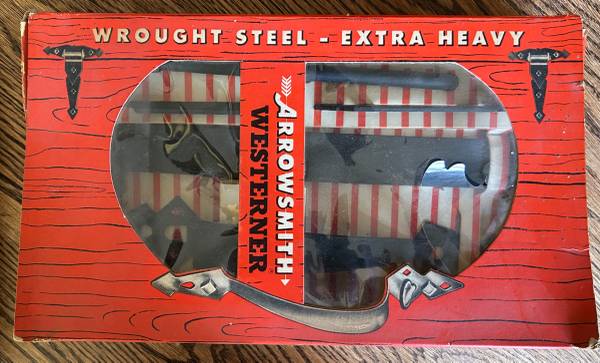 WROUGHT STEEL - EXTRA HEAVY
ARROWSMITH
WESTERNER